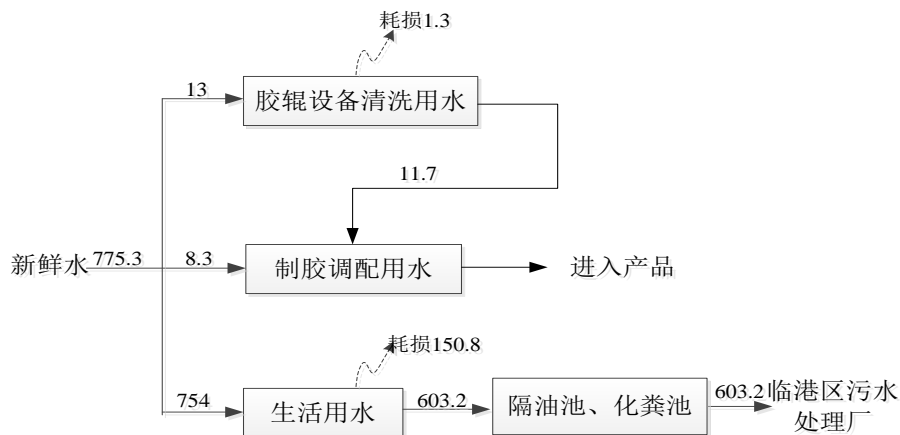 耗损1.3
13
胶辊设备清洗用水
11.7
新鲜水
775.3
8.3
制胶调配用水
进入产品
耗损150.8
754
生活用水
603.2
隔油池、化粪池
603.2
临港区污水
处理厂